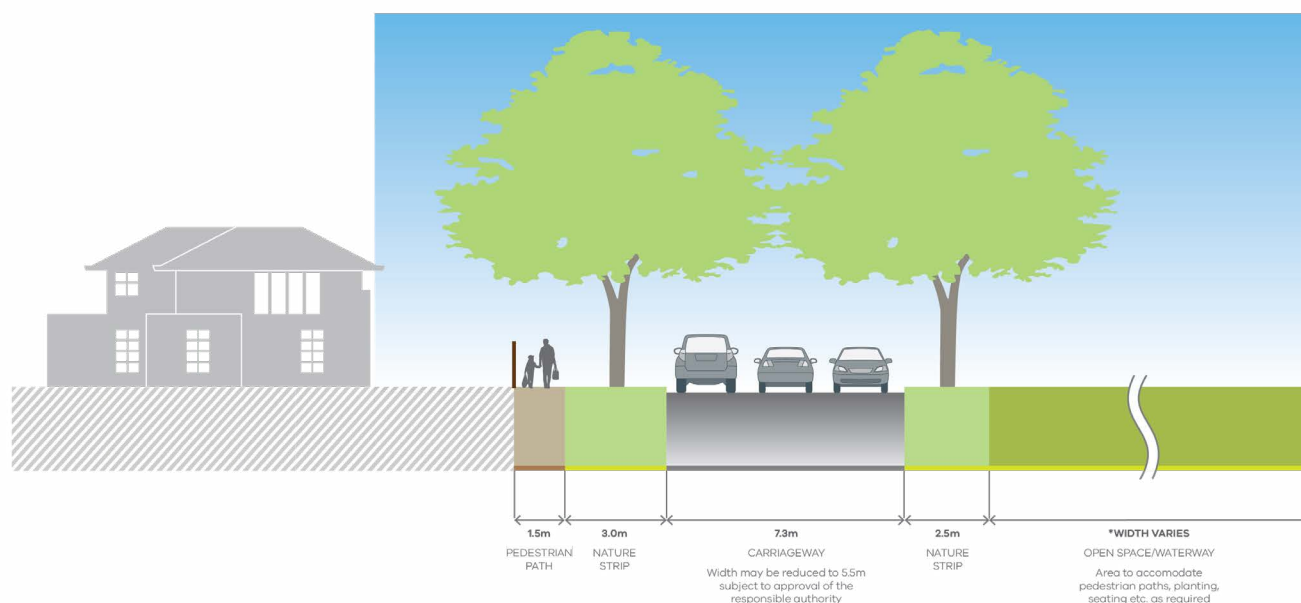 1.5m
PEDESTRIAN
PATH
3.0m
NATURE
STRIP
7.3m
CARRIAGEWAY
Width may be reduced to 5.5m
subject to approval of the
responsible authority
2.5m
NATURE
STRIP
*WIDTH VARIES
OPEN SPACE/WATERWAY
Area to accomodate
pedestrian paths, planting,
seating etc. as required